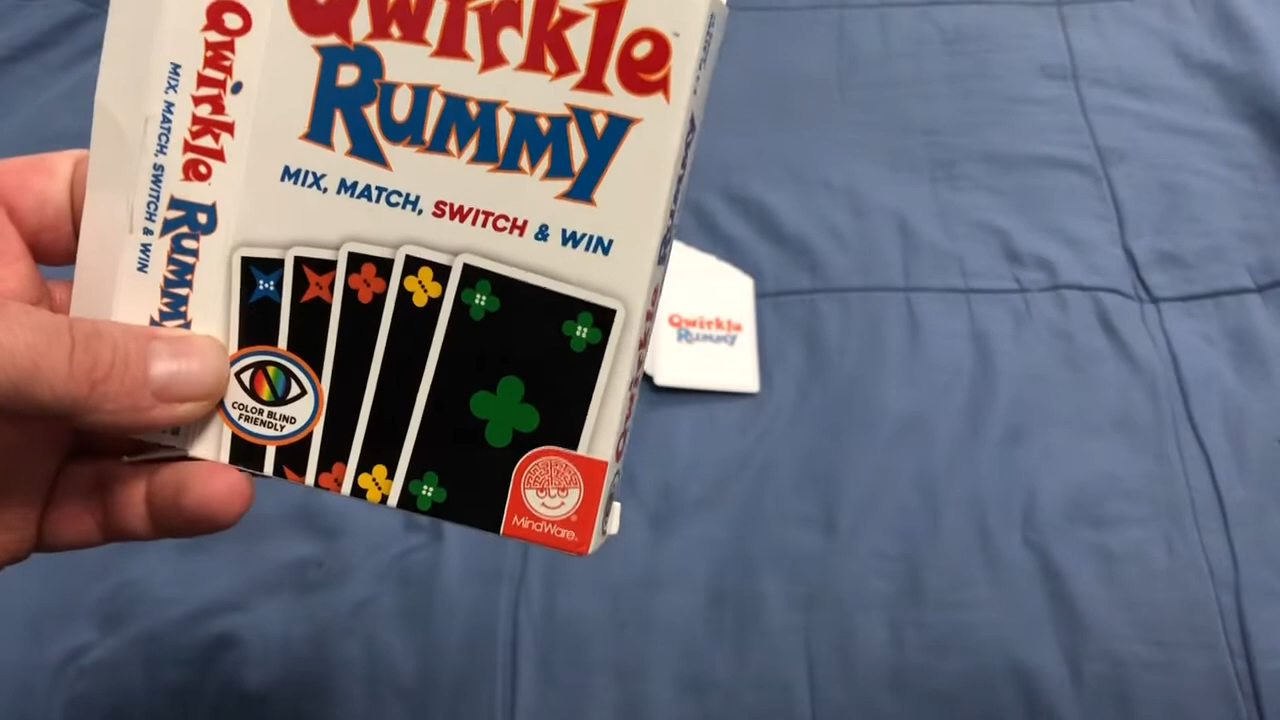 Qwirkle
Rummy
MIX, MATCH, SWITCH & WIN
Qwirkle Rummy
MIX, MATCH, SWITCH & WIN
COLOR BLIND
FRIENDLY
MindWare®
Qwirkle
Rummy